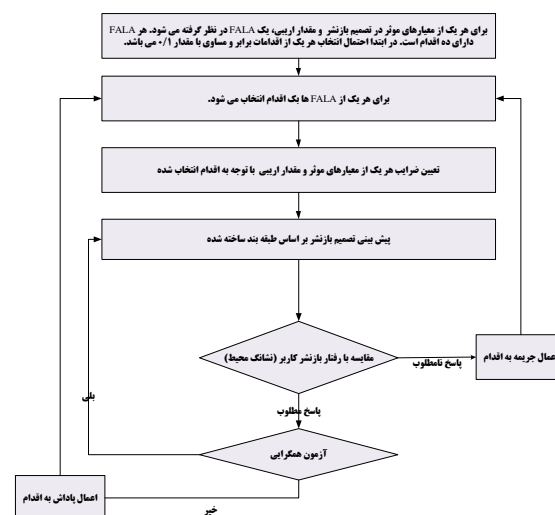 برای هر یک از معیارهای موثر در تصمیم بازنشر و مقدار اریبی، یک FALA در نظر گرفته می شود. هر FALA
دارای ده اقدام است. در ابتدا احتمال انتخاب هر یک از اقدامات برابر و مساوی با مقدار ۰/۱ می باشد.
برای هر یک از FALA ها یک اقدام انتخاب می شود.
تعیین ضرایب هر یک از معیارهای موثر و مقدار اریبی با توجه به اقدام انتخاب شده
پیش بینی تصمیم بازنشر بر اساس طبقه بند ساخته شده
مقایسه با رفتار بازنشر کاربر (نشانک محیط)
پاسخ نامطلوب
عمال جریمه به اقدام
بلی
پاسخ مطلوب
آزمون همگرایی
اعمال پاداش به اقدام
خیر